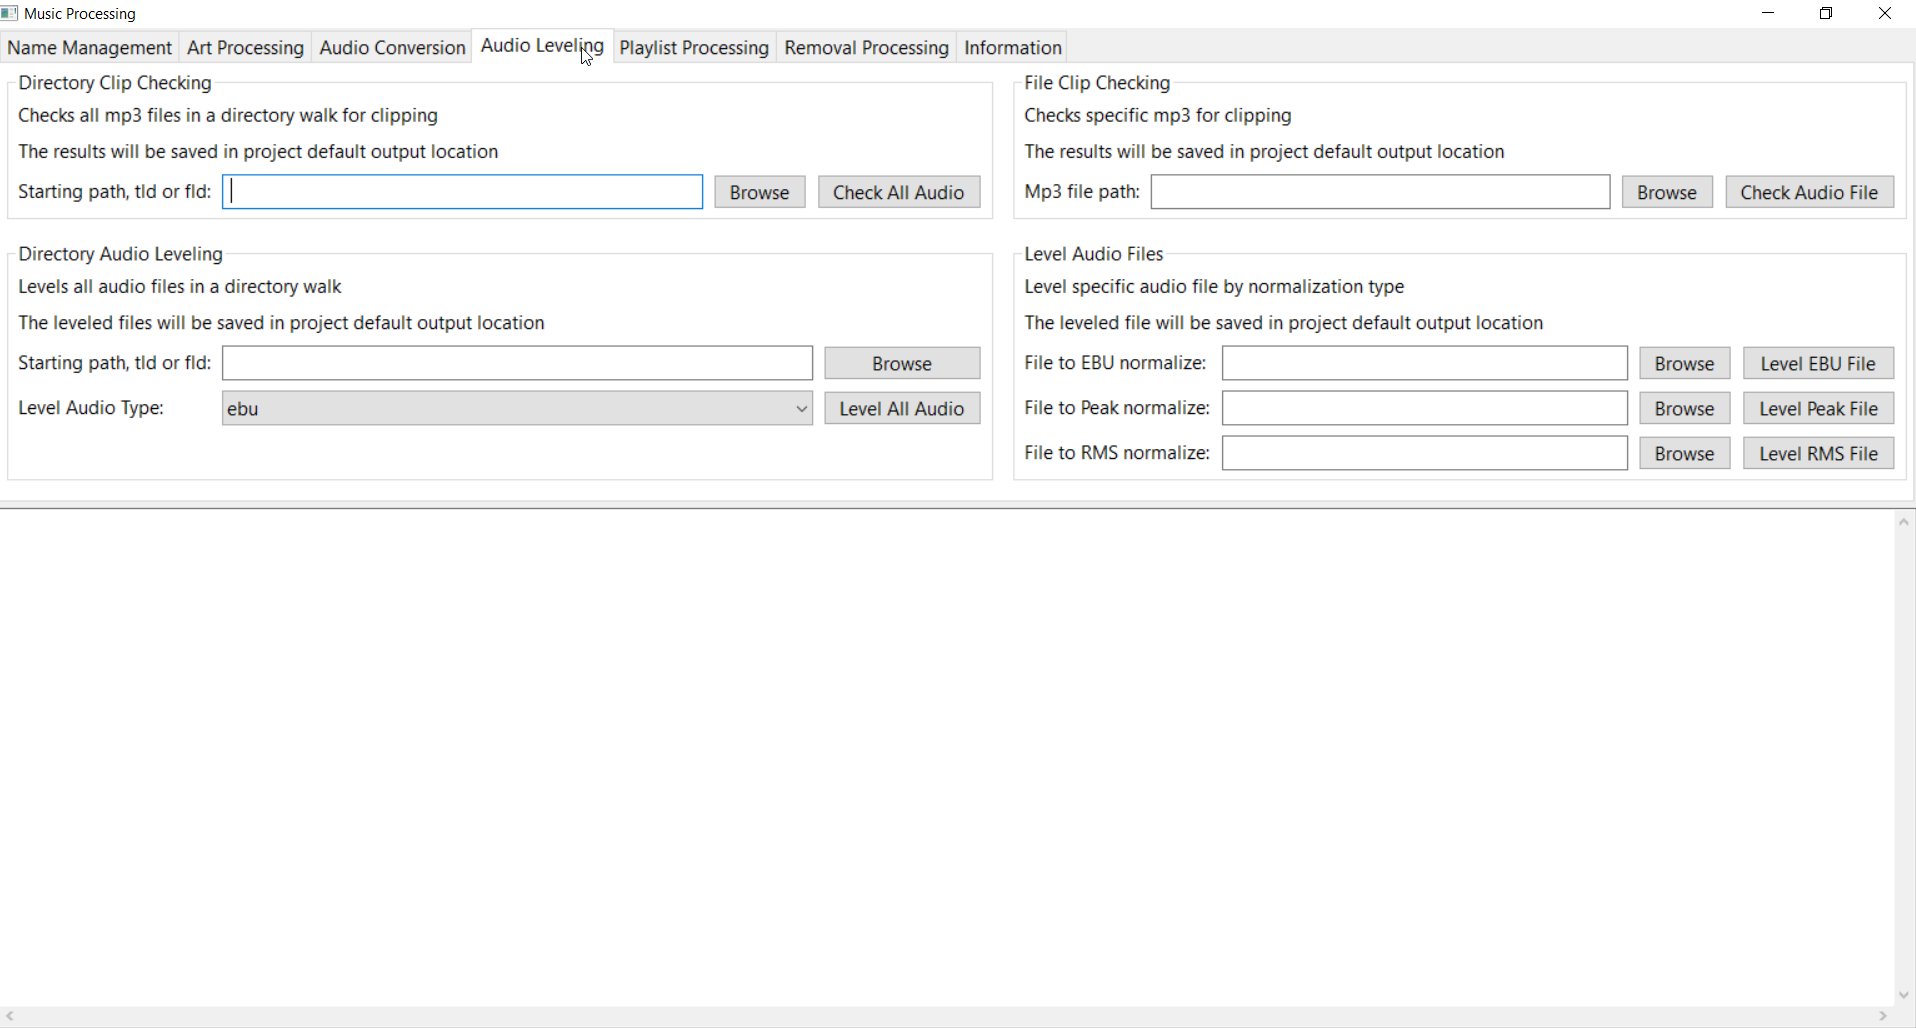 Music Processing
Name Management Art Processing Audio Conversion Audio Leveling Playlist Processing Removal Processing Information
Directory Clip Checking
Checks all mp3 files in a directory walk for clipping
The results will be saved in project default output location
Starting path, tld or fld: Browse Check All Audio
File Clip Checking
Checks specific mp3 for clipping
The results will be saved in project default output location
Mp3 file path: Browse Check Audio File
Directory Audio Leveling
Levels all audio files in a directory walk
The leveled files will be saved in project default output location
Starting path, tld or fld: Browse
Level Audio Type: ebu Level All Audio
Level Audio Files
Level specific audio file by normalization type
The leveled file will be saved in project default output location
File to EBU normalize: Browse Level EBU File
File to Peak normalize: Browse Level Peak File
File to RMS normalize: Browse Level RMS File